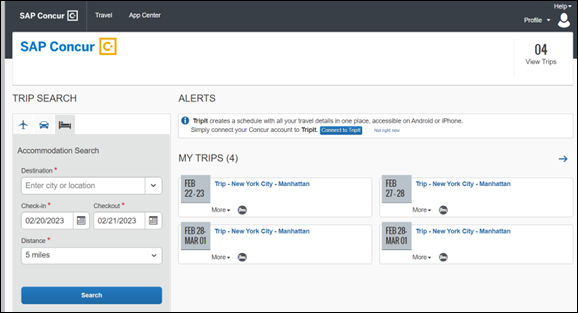 Help
SAP Concur C Travel App Center
Profile
SAP Concur C
04
View Trips
TRIP SEARCH
ALERTS
TripIt creates a schedule with all your travel details in one place, accessible on Android or iPhone.
Simply connect your Concur account to TripIt. Connect to TripIt Not right now
Accommodation Search
Destination *
Enter city or location
Check-in * Checkout *
02/20/2023 02/21/2023
Distance *
5 miles
Search
MY TRIPS (4)
FEB
22 - 23
Trip - New York City - Manhattan
More
FEB
27 - 28
Trip - New York City - Manhattan
More
FEB 28-
MAR 01
Trip - New York City - Manhattan
More
FEB 28-
MAR 01
Trip - New York City - Manhattan
More